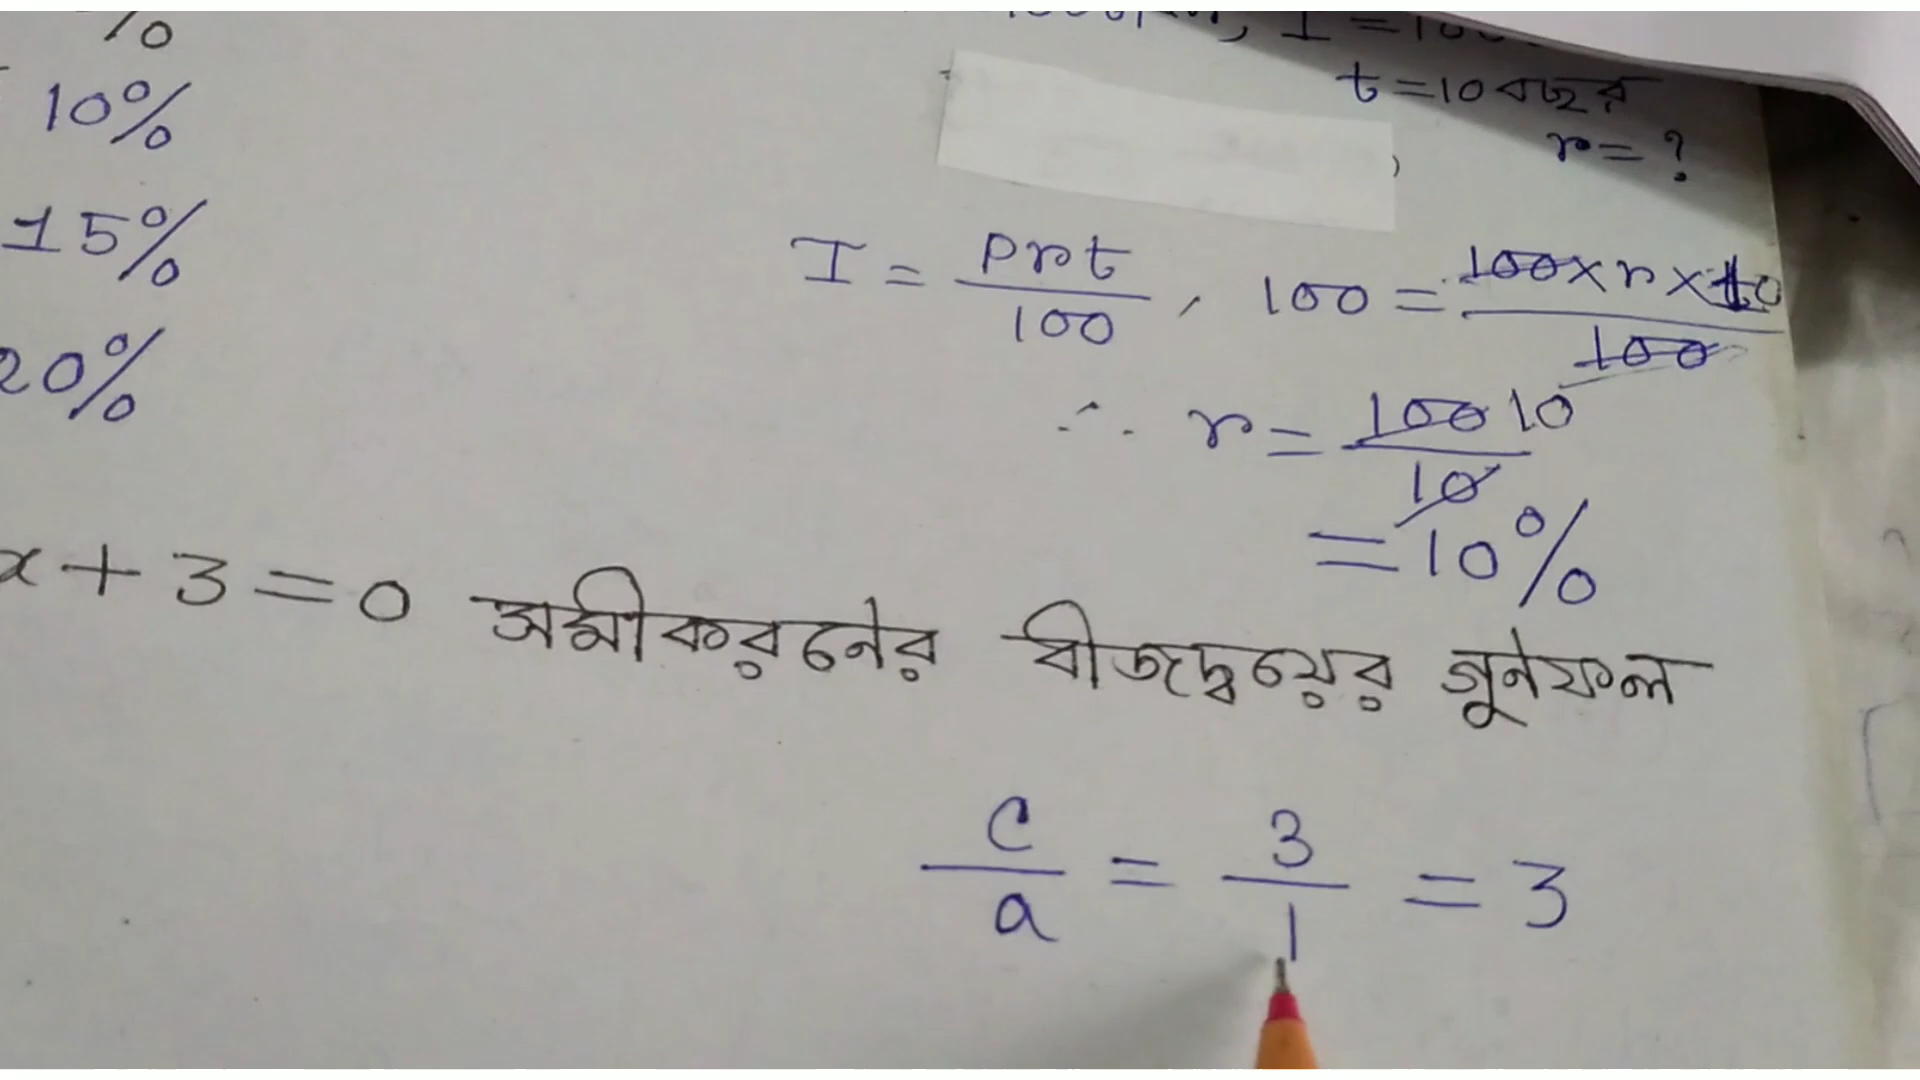 %
10%
15%
20%
t=10 বছর
r=?
I = prt/100, 100 = 100×r×10/100
∴ r = 100/10 10
= 10%
x+3=0 সমীকরনের বীজদ্বয়ের গুনফল
c/a = 3/1 = 3